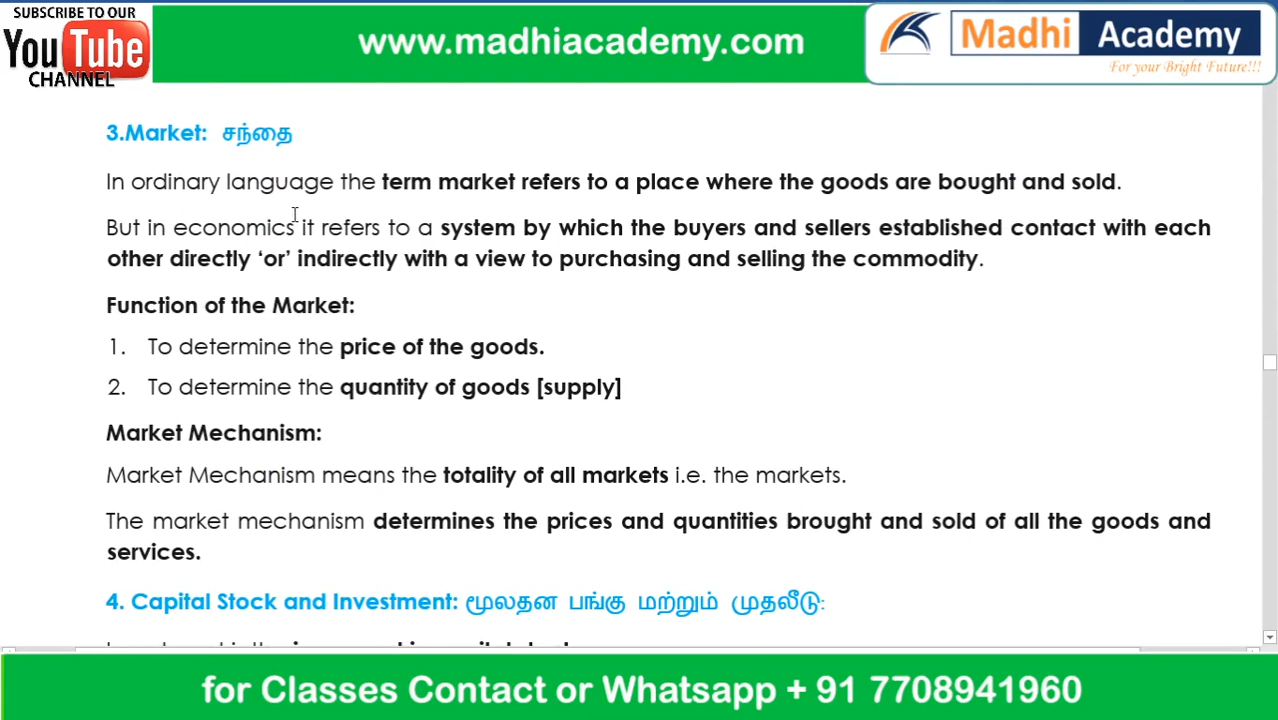 SUBSCRIBE TO OUR
YouTube
CHANNEL
www.madhiacademy.com
Madhi Academy
For your Bright Future!!!
3.Market: சந்தை
In ordinary language the term market refers to a place where the goods are bought and sold.
But in economics it refers to a system by which the buyers and sellers established contact with each
other directly ‘or’ indirectly with a view to purchasing and selling the commodity.
Function of the Market:
1. To determine the price of the goods.
2. To determine the quantity of goods [supply]
Market Mechanism:
Market Mechanism means the totality of all markets i.e. the markets.
The market mechanism determines the prices and quantities brought and sold of all the goods and
services.
4. Capital Stock and Investment: மூலதன பங்கு மற்றும் முதலீடு:
for Classes Contact or Whatsapp + 91 7708941960